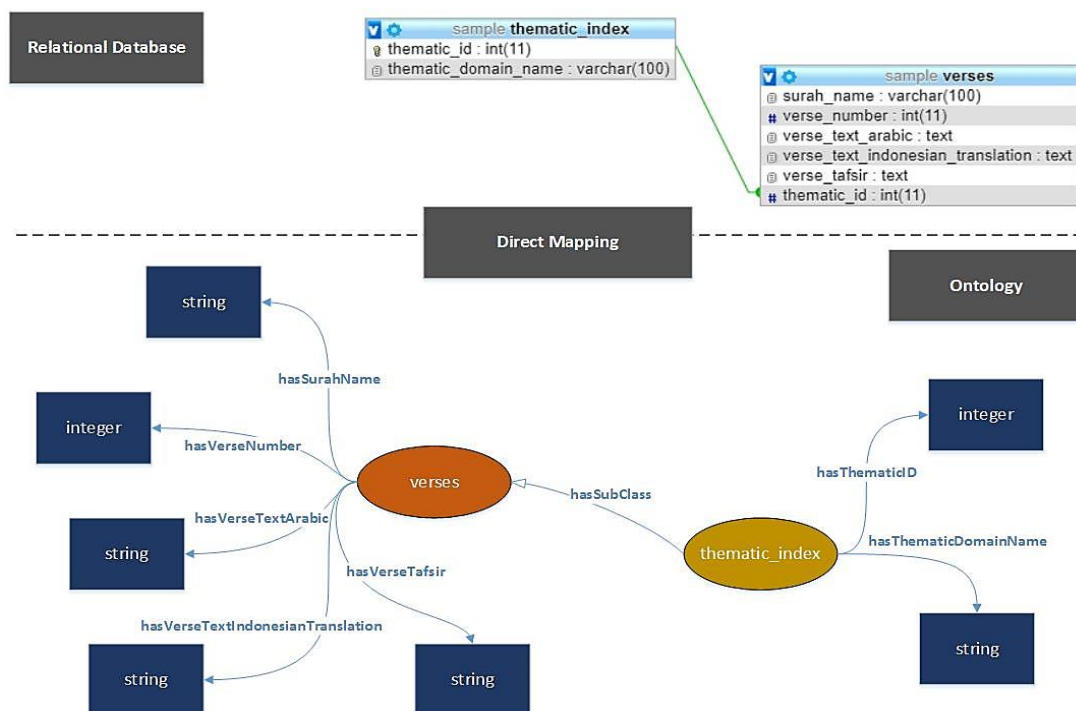 Relational Database
sample thematic_index
thematic_id : int(11)
thematic_domain_name : varchar(100)
sample verses
surah_name : varchar(100)
# verse_number : int(11)
verse_text_arabic : text
verse_text_indonesian_translation : text
verse_tafsir : text
# thematic_id : int(11)
Direct Mapping
Ontology
string
hasSurahName
integer
hasVerseNumber
verses
hasSubClass
integer
hasThematicID
hasVerseTextArabic
string
hasVerseTafsir
thematic_index
hasThematicDomainName
hasVerseTextIndonesianTranslation
string
string
string